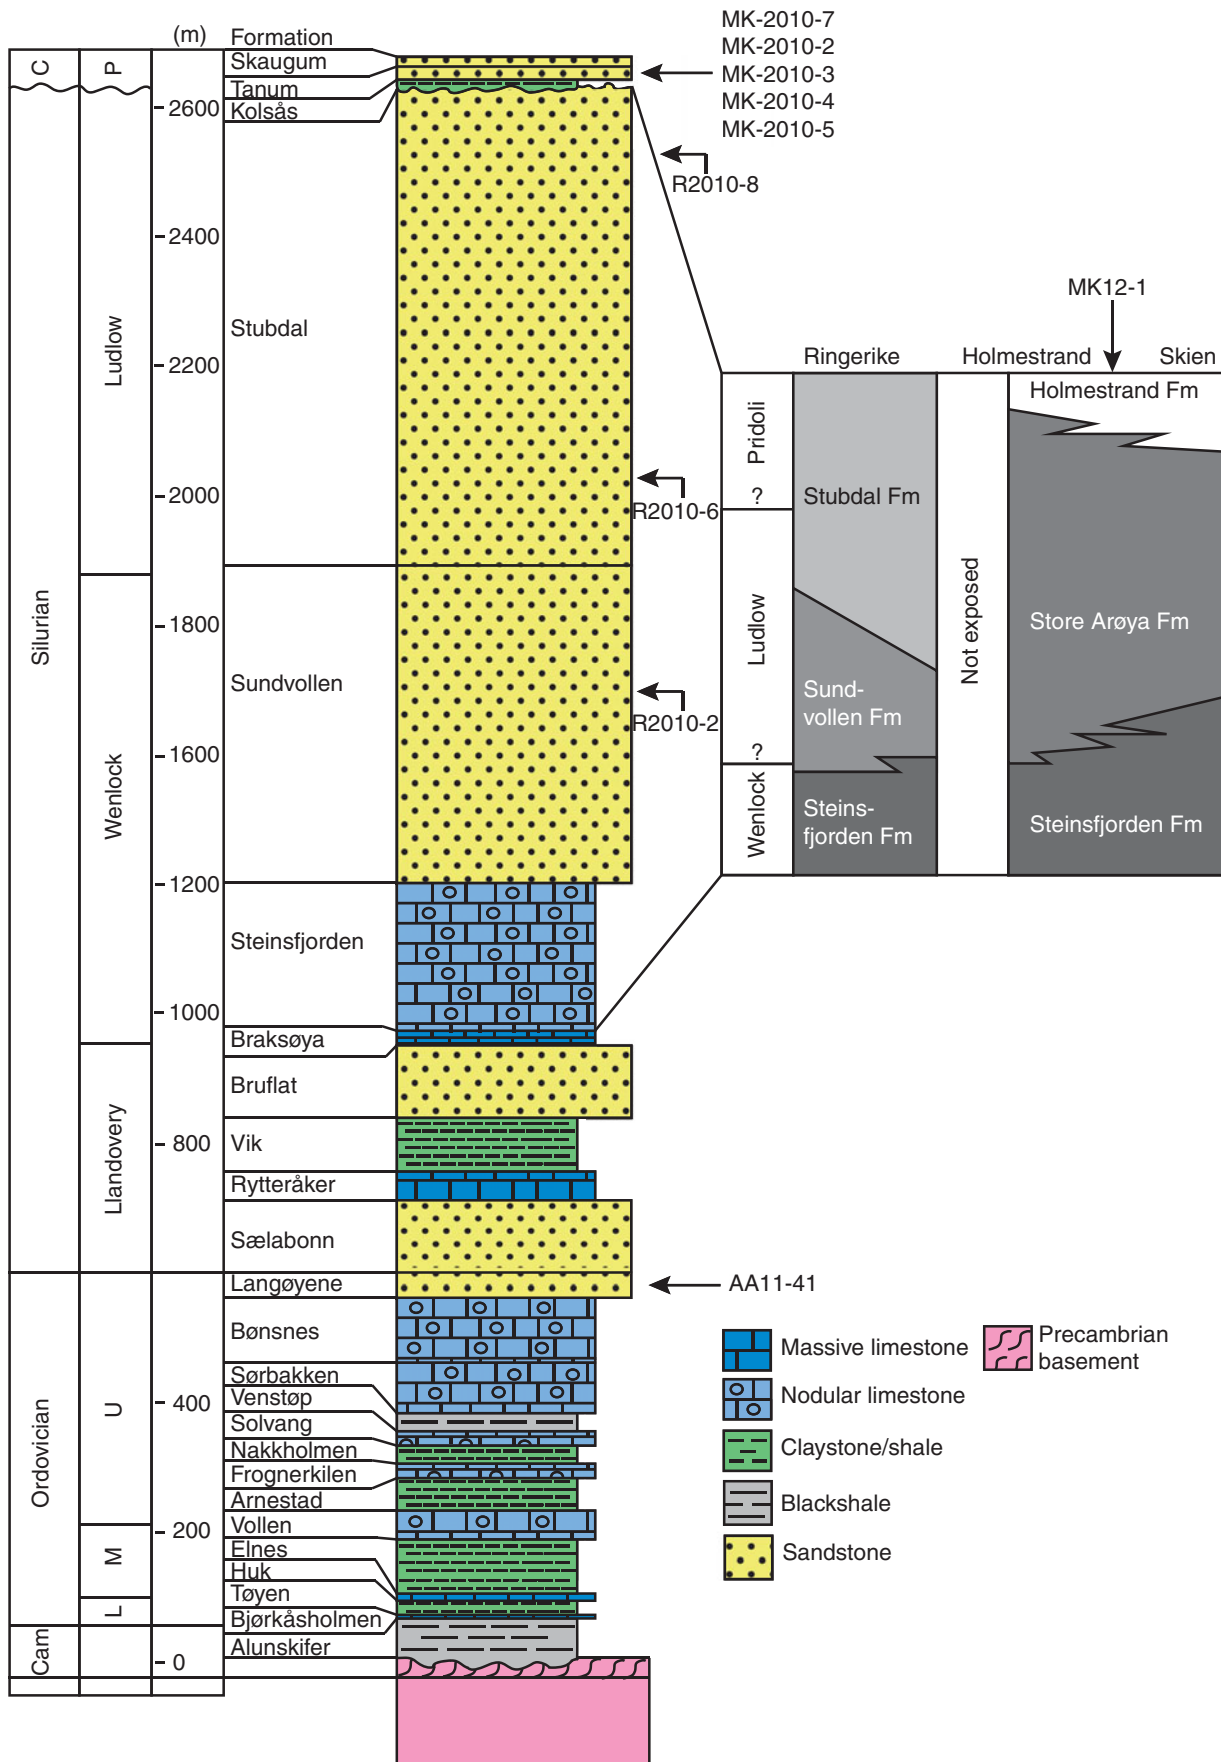 (m)
Formation
C
P
Skaugum
Tanum
Kolsås
Stubdal
Sundvollen
Steinsfjorden
Braksøya
Bruflat
Vik
Rytteråker
Sælabonn
Langøyene
Bønsnes
Sørbakken
Venstøp
Solvang
Nakkholmen
Frognerkilen
Arnestad
Vollen
Elnes
Huk
Tøyen
Bjørkåsholmen
Alunskifer
2600
2400
2200
2000
1800
1600
1200
1000
800
400
200
0
Silurian
Ordovician
Cam
Ludlow
Wenlock
Llandovery
U
M
L
MK-2010-7
MK-2010-2
MK-2010-3
MK-2010-4
MK-2010-5
R2010-8
R2010-6
R2010-2
AA11-41
MK12-1
Ringerike
Holmestrand
Skien
Pridoli
?
Ludlow
?
Wenlock
Stubdal Fm
Sund-
vollen Fm
Steins-
fjorden Fm
Not exposed
Holmestrand Fm
Store Arøya Fm
Steinsfjorden Fm
Massive limestone
Nodular limestone
Claystone/shale
Blackshale
Sandstone
Precambrian
basement